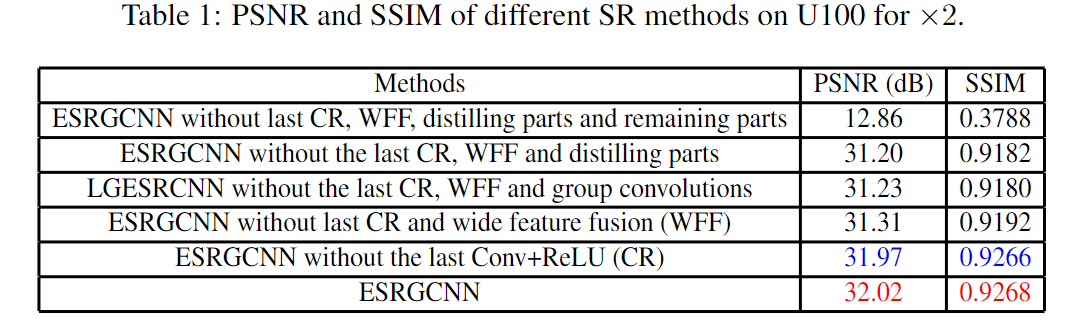 Table 1: PSNR and SSIM of different SR methods on U100 for ×2.
Methods PSNR (dB) SSIM
ESRGCNN without last CR, WFF, distilling parts and remaining parts 12.86 0.3788
ESRGCNN without the last CR, WFF and distilling parts 31.20 0.9182
LGESRCNN without the last CR, WFF and group convolutions 31.23 0.9180
ESRGCNN without last CR and wide feature fusion (WFF) 31.31 0.9192
ESRGCNN without the last Conv+ReLU (CR) 31.97 0.9266
ESRGCNN 32.02 0.9268